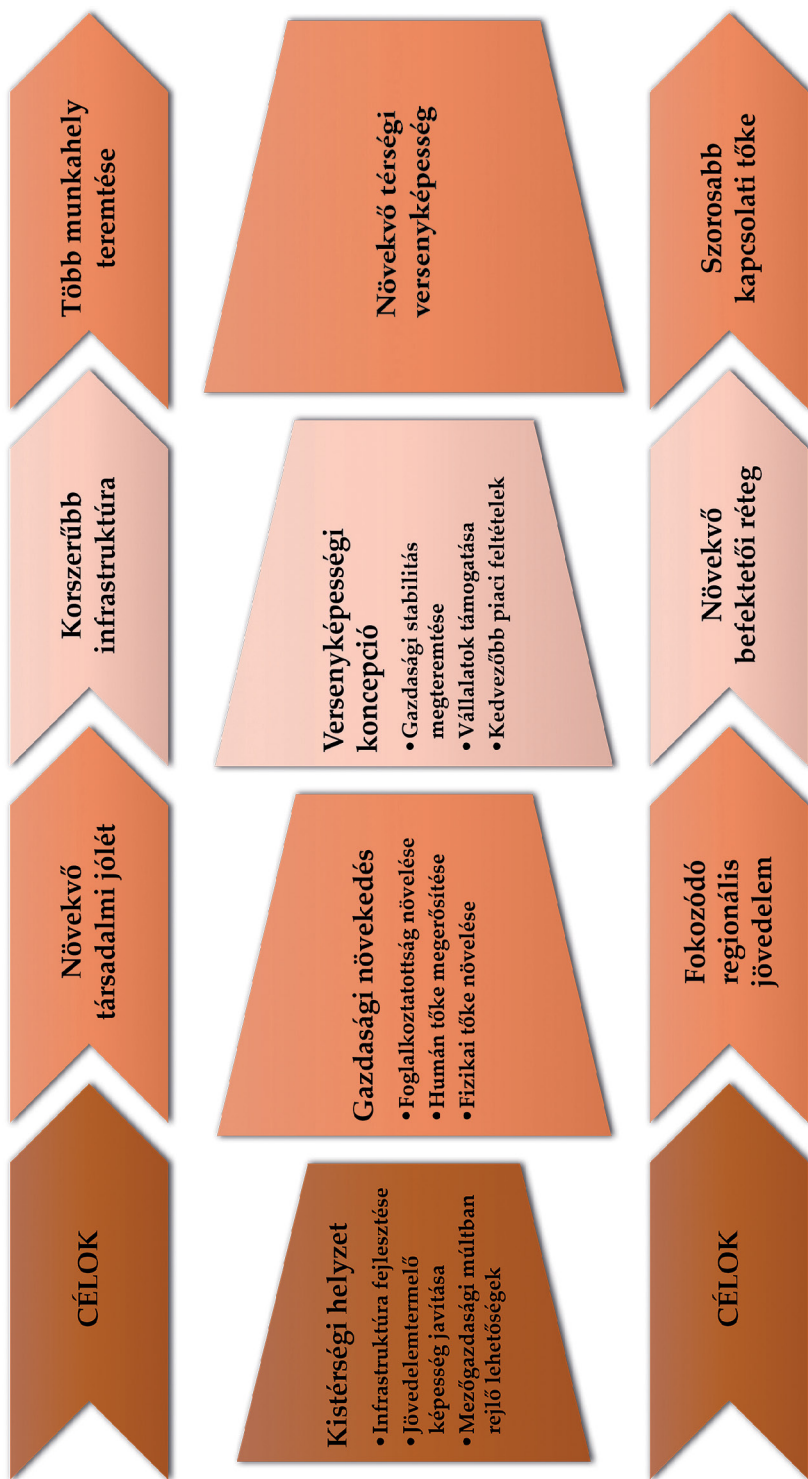 CÉLOK
Növekvő
társadalmi jólét
Korszerűbb
infrastruktúra
Több munkahely
teremtése
Kistérségi helyzet
•Infrastruktúra fejlesztése
•Jövedelemtermelő
képesség javítása
•Mezőgazdasági múltban
rejlő lehetőségek
Gazdasági növekedés
•Foglalkoztatottság növelése
•Humán tőke megerősítése
•Fizikai tőke növelése
Versenyképességi
koncepció
•Gazdasági stabilitás
megteremtése
•Vállalatok támogatása
•Kedvezőbb piaci feltételek
Növekvő térségi
versenyképesség
CÉLOK
Fokozódó
regionális
jövedelem
Növekvő
befektetői réteg
Szorosabb
kapcsolati tőke